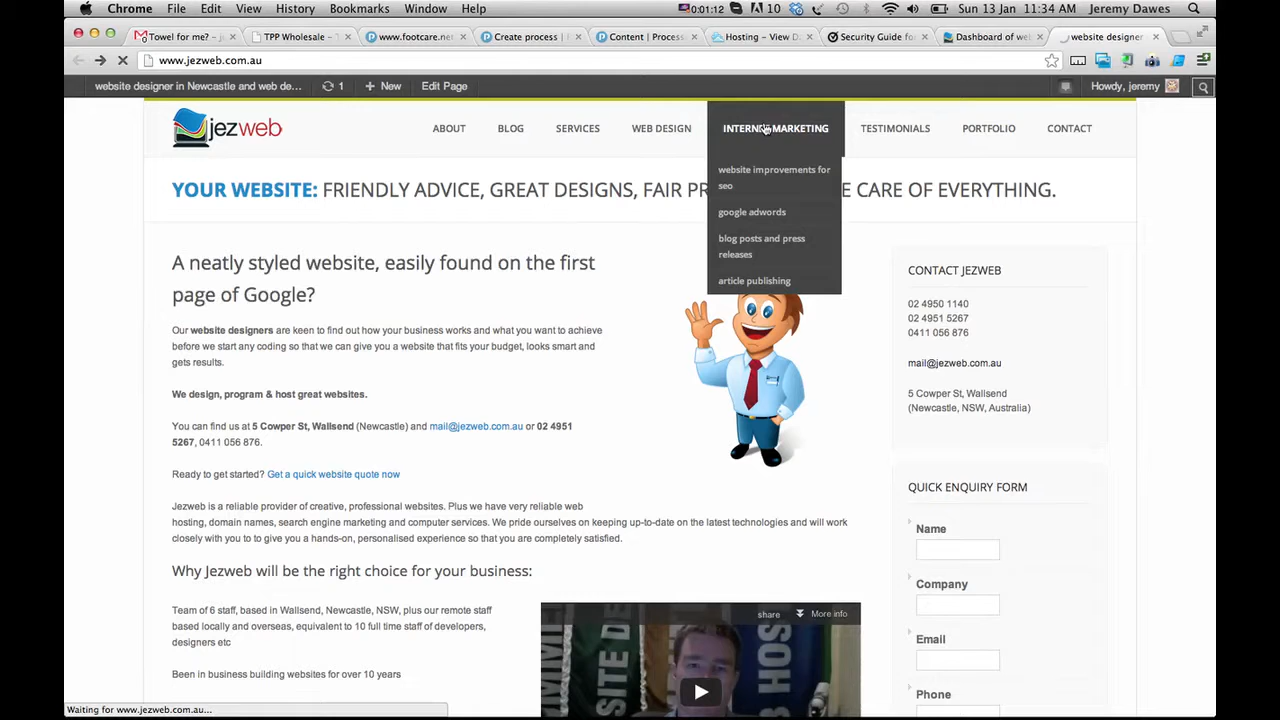 Chrome File Edit View History Bookmarks Window Help 00:01:12 10 Sun 13 Jan 11:34 AM Jeremy Dawes
Towel for me? – je
TPP Wholesale – T
www.footcare.net
Create process | P
Content | Process
Hosting – View Da
Security Guide for
Dashboard of web
website designer
www.jezweb.com.au
website designer in Newcastle and web de... 1 + New Edit Page Howdy, jeremy
jezweb
ABOUT BLOG SERVICES WEB DESIGN INTERNET MARKETING TESTIMONIALS PORTFOLIO CONTACT
website improvements for
seo
google adwords
blog posts and press
releases
article publishing
YOUR WEBSITE: FRIENDLY ADVICE, GREAT DESIGNS, FAIR PR E CARE OF EVERYTHING.
A neatly styled website, easily found on the first
page of Google?
Our website designers are keen to find out how your business works and what you want to achieve
before we start any coding so that we can give you a website that fits your budget, looks smart and
gets results.
We design, program & host great websites.
You can find us at 5 Cowper St, Wallsend (Newcastle) and mail@jezweb.com.au or 02 4951
5267, 0411 056 876.
Ready to get started? Get a quick website quote now
Jezweb is a reliable provider of creative, professional websites. Plus we have very reliable web
hosting, domain names, search engine marketing and computer services. We pride ourselves on keeping up-to-date on the latest technologies and will work
closely with you to to give you a hands-on, personalised experience so that you are completely satisfied.
Why Jezweb will be the right choice for your business:
Team of 6 staff, based in Wallsend, Newcastle, NSW, plus our remote staff
based locally and overseas, equivalent to 10 full time staff of developers,
designers etc
Been in business building websites for over 10 years
share More info
SITE DE
HOS
CONTACT JEZWEB
02 4950 1140
02 4951 5267
0411 056 876
mail@jezweb.com.au
5 Cowper St, Wallsend
(Newcastle, NSW, Australia)
QUICK ENQUIRY FORM
Name
Company
Email
Phone
Waiting for www.jezweb.com.au...